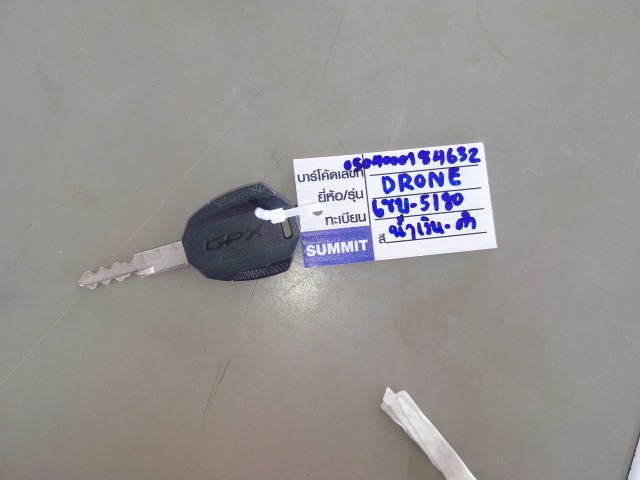 บาร์โค้ดเลขที่ 0504000184632
ยี่ห้อ/รุ่น DRONE
ทะเบียน 6ขบ-5180
สี น้ำเงิน-ดำ
SUMMIT
GPX